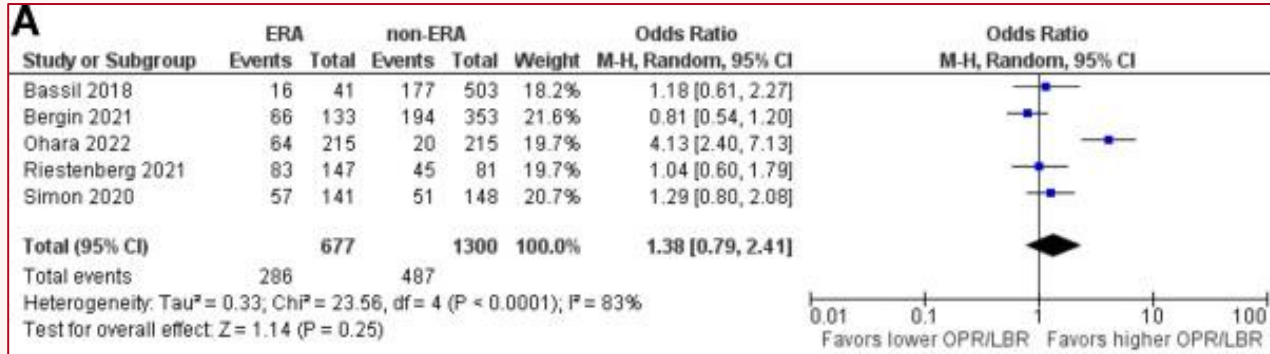 A
ERA non-ERA Odds Ratio Odds Ratio
Study or Subgroup Events Total Events Total Weight M-H, Random, 95% CI M-H, Random, 95% CI
Bassil 2018 16 41 177 503 18.2% 1.18 [0.61, 2.27]
Bergin 2021 66 133 194 353 21.6% 0.81 [0.54, 1.20]
Ohara 2022 64 215 20 215 19.7% 4.13 [2.40, 7.13]
Riestenberg 2021 83 147 45 81 19.7% 1.04 [0.60, 1.79]
Simon 2020 57 141 51 148 20.7% 1.29 [0.80, 2.08]
Total (95% CI) 677 1300 100.0% 1.38 [0.79, 2.41]
Total events 286 487
Heterogeneity: Tau² = 0.33; Chi² = 23.56, df = 4 (P < 0.0001); I² = 83%
Test for overall effect: Z = 1.14 (P = 0.25)
0.01 0.1 1 10 100
Favors lower OPR/LBR Favors higher OPR/LBR